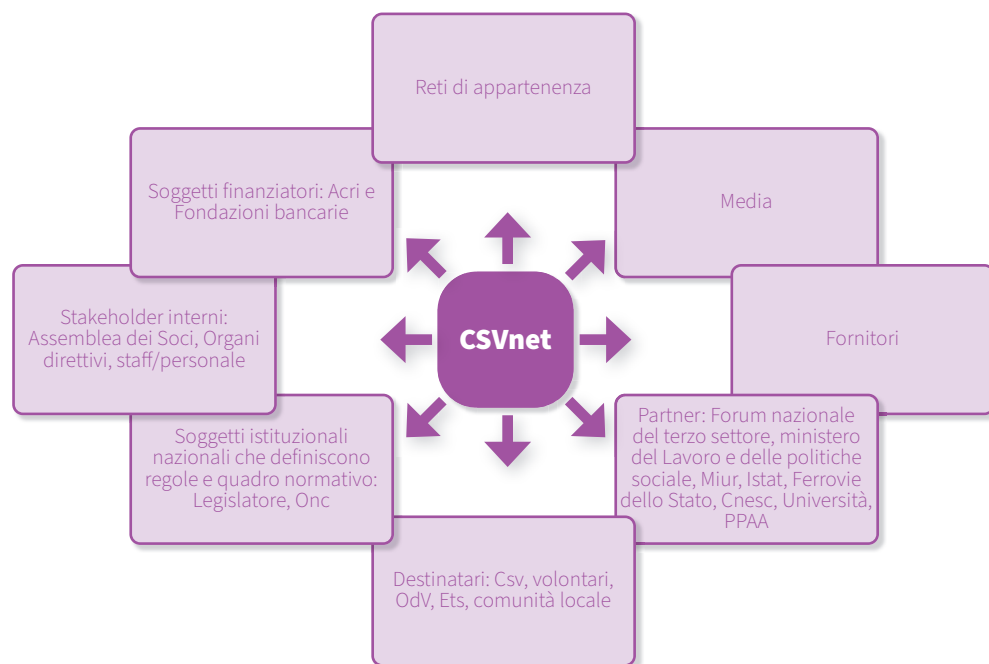 Reti di appartenenza
Soggetti finanziatori: Acri e
Fondazioni bancarie
Media
Stakeholder interni:
Assemblea dei Soci, Organi
direttivi, staff/personale
CSVnet
Fornitori
Soggetti istituzionali
nazionali che definiscono
regole e quadro normativo:
Legislatore, Onc
Partner: Forum nazionale
del terzo settore, ministero
del Lavoro e delle politiche
sociale, Miur, Istat, Ferrovie
dello Stato, Cnesc, Università,
PPAA
Destinatari: Csv, volontari,
OdV, Ets, comunità locale